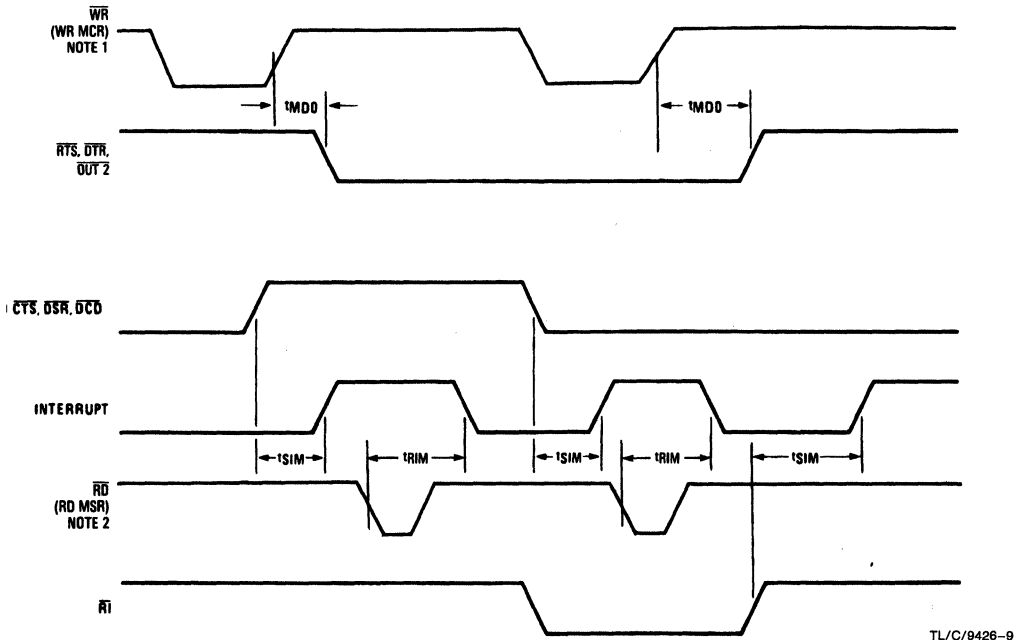 WR
(WR MCR)
NOTE 1
tMDO
tMDO
RTS, DTR,
OUT 2
CTS, DSR, DCD
INTERRUPT
tSIM
tRIM
tSIM
tRIM
tSIM
RD
(RD MSR)
NOTE 2
RI
TL/C/9426–9